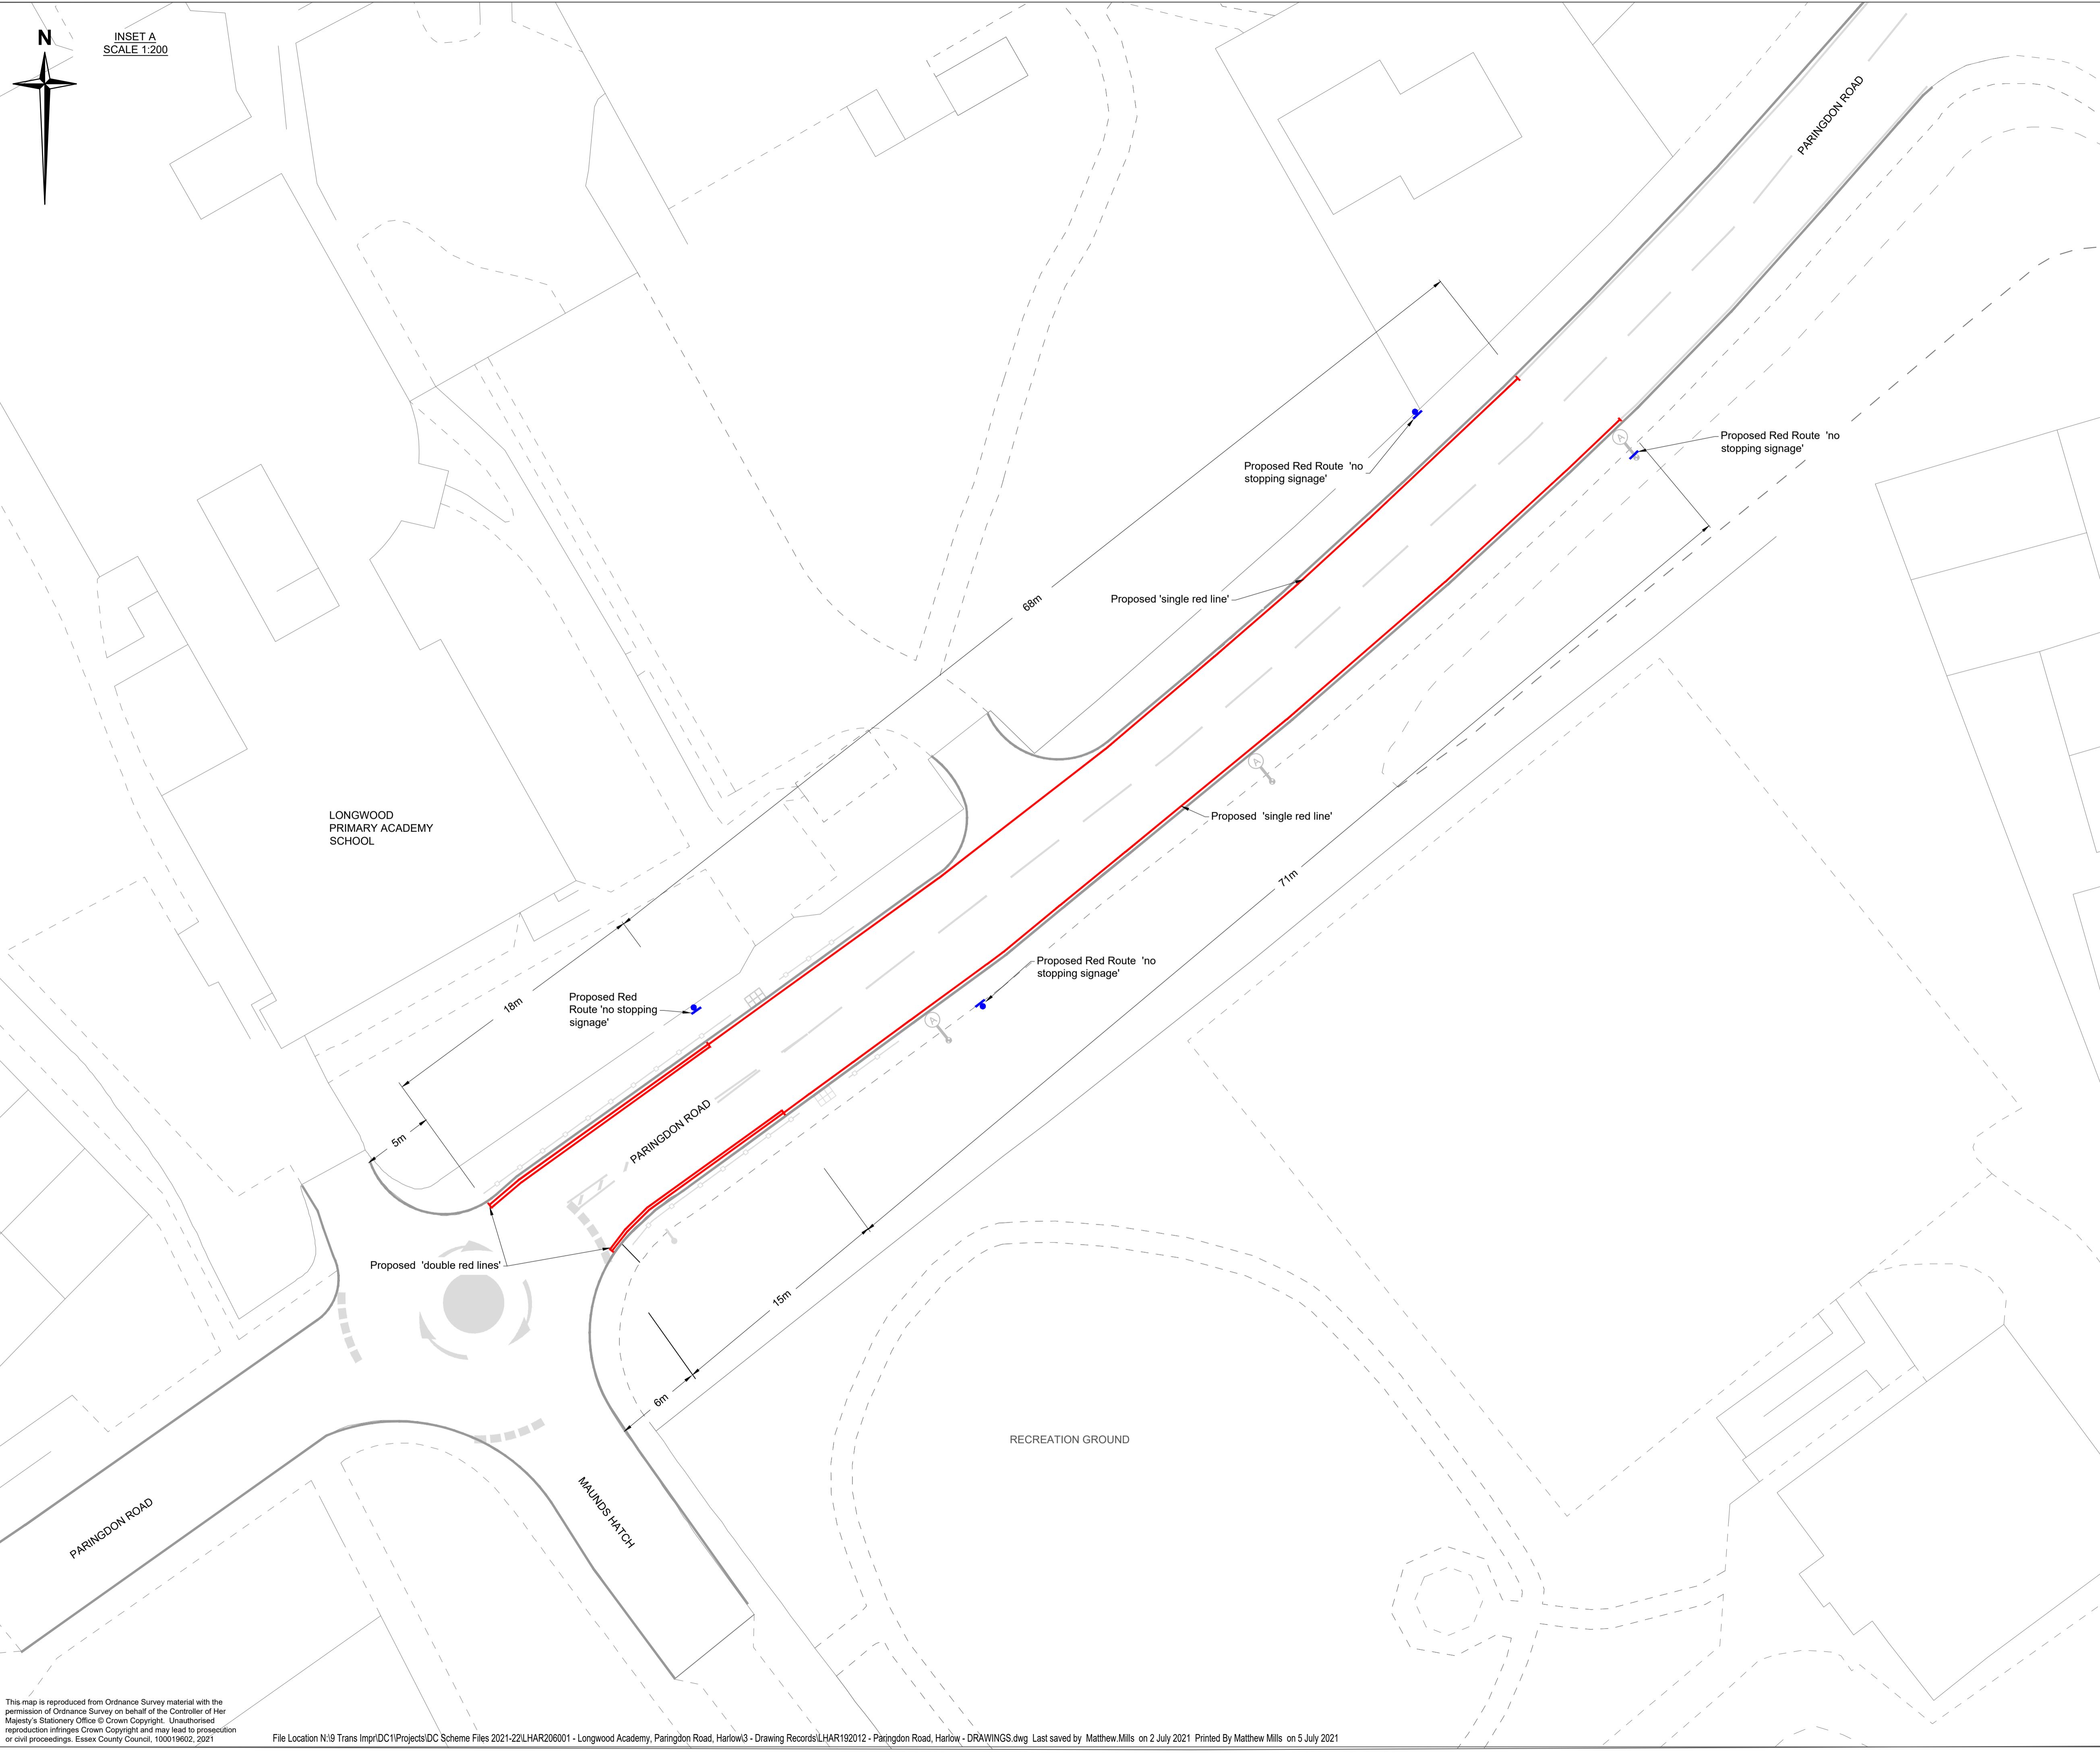 N
INSET A
SCALE 1:200
PARINGDON ROAD
Proposed Red Route 'no
stopping signage'
Proposed Red Route 'no
stopping signage'
Proposed 'single red line'
68m
LONGWOOD
PRIMARY ACADEMY
SCHOOL
A
A
Proposed 'single red line'
71m
Proposed Red Route 'no
stopping signage'
Proposed Red
Route 'no stopping
signage'
18m
A
PARINGDON ROAD
5m
Proposed 'double red lines'
15m
6m
RECREATION GROUND
MAUNDS HATCH
PARINGDON ROAD
This map is reproduced from Ordnance Survey material with the
permission of Ordnance Survey on behalf of the Controller of Her
Majesty's Stationery Office © Crown Copyright. Unauthorised
reproduction infringes Crown Copyright and may lead to prosecution
or civil proceedings. Essex County Council, 100019602, 2021
File Location N:\9 Trans Impr\DC1\Projects\DC Scheme Files 2021-22\LHAR206001 - Longwood Academy, Paringdon Road, Harlow\3 - Drawing Records\LHAR192012 - Paringdon Road, Harlow - DRAWINGS.dwg Last saved by Matthew.Mills on 2 July 2021 Printed By Matthew Mills on 5 July 2021